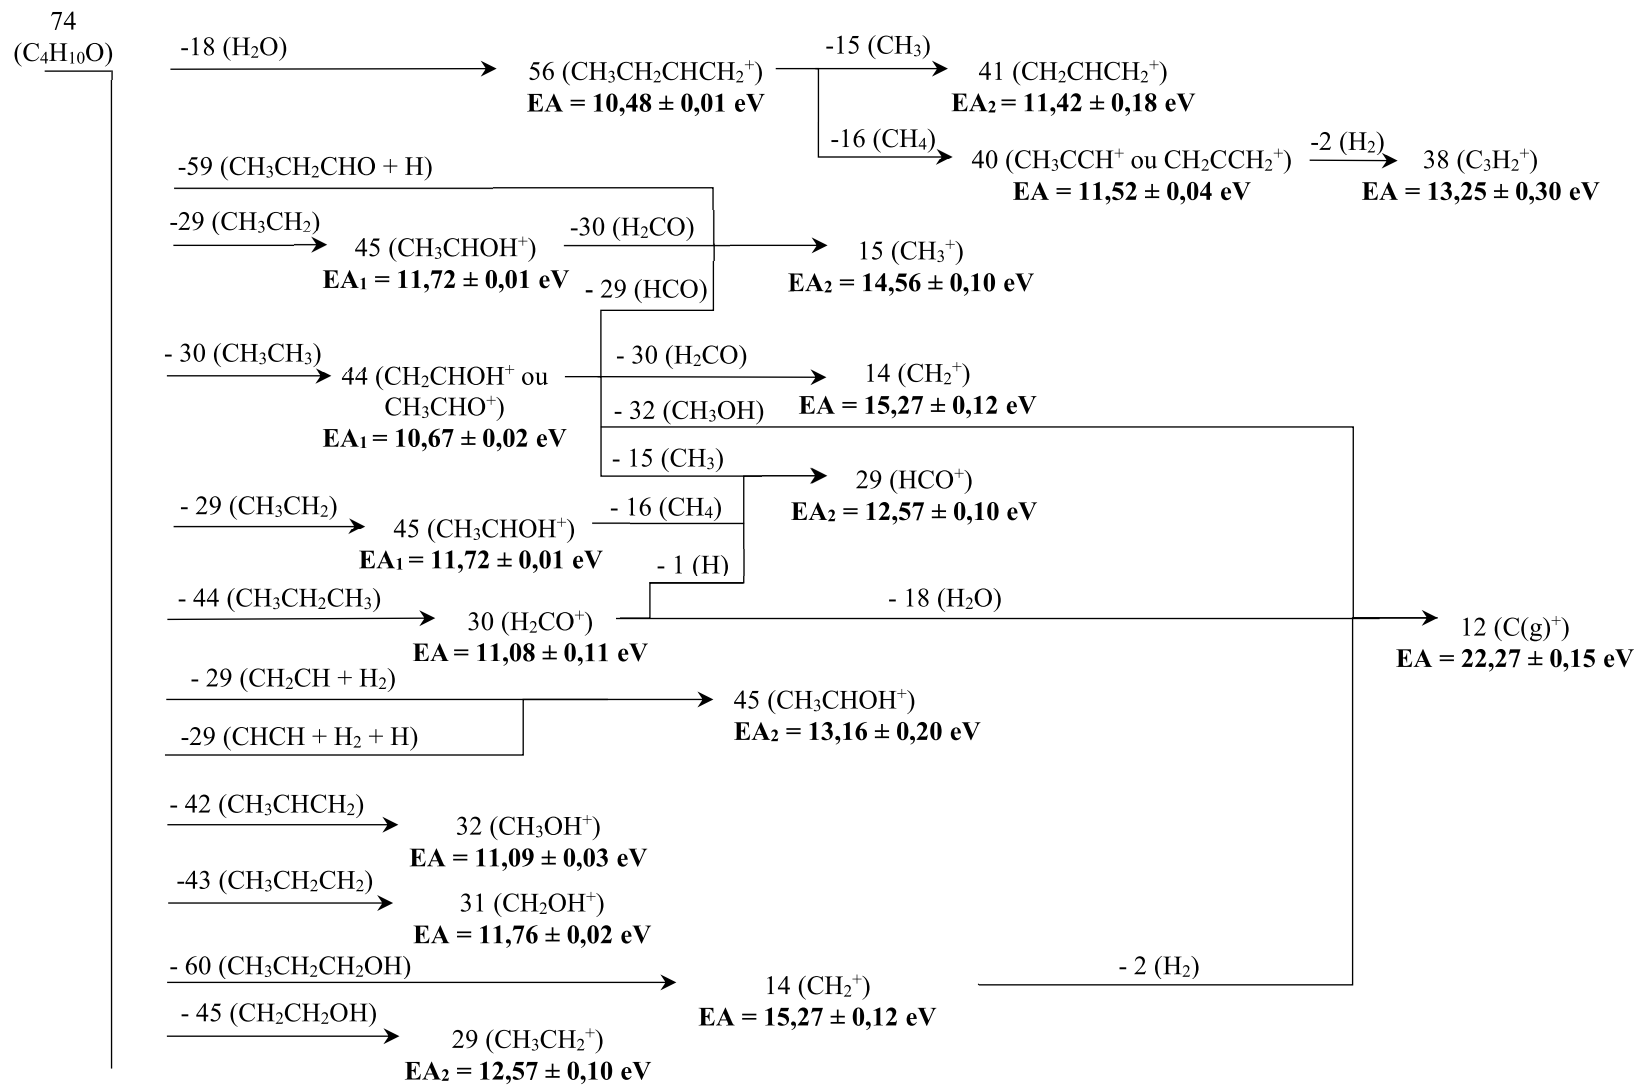 74
(C₄H₁₀O)
-18 (H₂O)
56 (CH₃CH₂CHCH₂⁺)
EA = 10,48 ± 0,01 eV
-15 (CH₃)
41 (CH₂CHCH₂⁺)
EA₂ = 11,42 ± 0,18 eV
-16 (CH₄)
40 (CH₃CCH⁺ ou CH₂CCH₂⁺)
EA = 11,52 ± 0,04 eV
-2 (H₂)
38 (C₃H₂⁺)
EA = 13,25 ± 0,30 eV
-59 (CH₃CH₂CHO + H)
-29 (CH₃CH₂)
45 (CH₃CHOH⁺)
EA₁ = 11,72 ± 0,01 eV
-30 (H₂CO)
15 (CH₃⁺)
EA₂ = 14,56 ± 0,10 eV
- 29 (HCO)
- 30 (CH₃CH₃)
44 (CH₂CHOH⁺ ou
CH₃CHO⁺)
EA₁ = 10,67 ± 0,02 eV
- 30 (H₂CO)
14 (CH₂⁺)
EA = 15,27 ± 0,12 eV
- 32 (CH₃OH)
- 15 (CH₃)
29 (HCO⁺)
EA₂ = 12,57 ± 0,10 eV
- 29 (CH₃CH₂)
45 (CH₃CHOH⁺)
EA₁ = 11,72 ± 0,01 eV
- 16 (CH₄)
- 1 (H)
- 44 (CH₃CH₂CH₃)
30 (H₂CO⁺)
EA = 11,08 ± 0,11 eV
- 18 (H₂O)
12 (C(g)⁺)
EA = 22,27 ± 0,15 eV
- 29 (CH₂CH + H₂)
-29 (CHCH + H₂ + H)
45 (CH₃CHOH⁺)
EA₂ = 13,16 ± 0,20 eV
- 42 (CH₃CHCH₂)
32 (CH₃OH⁺)
EA = 11,09 ± 0,03 eV
-43 (CH₃CH₂CH₂)
31 (CH₂OH⁺)
EA = 11,76 ± 0,02 eV
- 60 (CH₃CH₂CH₂OH)
14 (CH₂⁺)
EA = 15,27 ± 0,12 eV
- 2 (H₂)
- 45 (CH₂CH₂OH)
29 (CH₃CH₂⁺)
EA₂ = 12,57 ± 0,10 eV